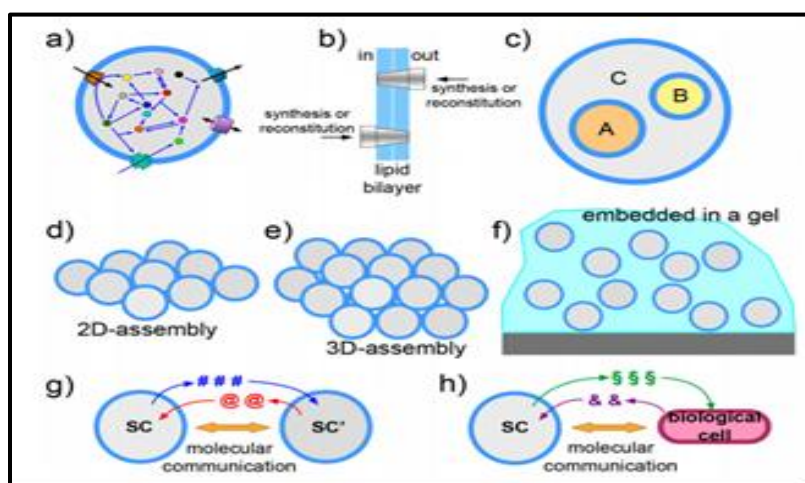 a)
b)
in out
synthesis or
reconstitution
synthesis or
reconstitution
lipid
bilayer
c)
C
B
A
d)
2D-assembly
e)
3D-assembly
embedded in a gel
f)
g)
# # #
@ @
SC
SC'
molecular
communication
h)
§ § §
& &
SC
biological
cell
molecular
communication